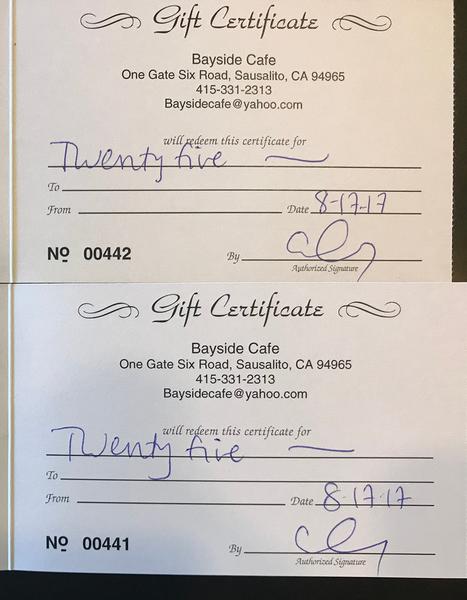 Gift Certificate
Bayside Cafe
One Gate Six Road, Sausalito, CA 94965
415-331-2313
Baysidecafe@yahoo.com
will redeem this certificate for
Twenty five
To
From Date 8-17-17
Nº 00442 By
Authorized Signature
Gift Certificate
Bayside Cafe
One Gate Six Road, Sausalito, CA 94965
415-331-2313
Baysidecafe@yahoo.com
will redeem this certificate for
Twenty five
To
From Date 8-17-17
Nº 00441 By
Authorized Signature